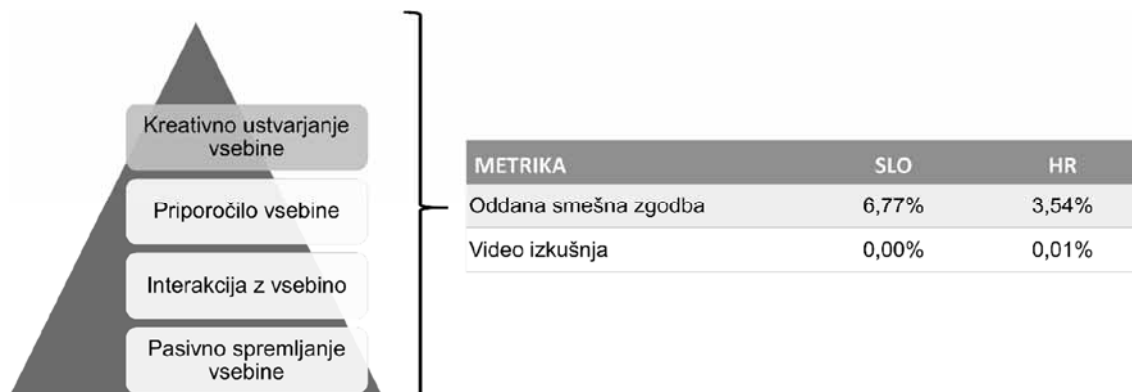 Kreativno ustvarjanje
vsebine
Priporočilo vsebine
Interakcija z vsebino
Pasivno spremljanje
vsebine
METRIKA SLO HR
Oddana smešna zgodba 6,77% 3,54%
Video izkušnja 0,00% 0,01%